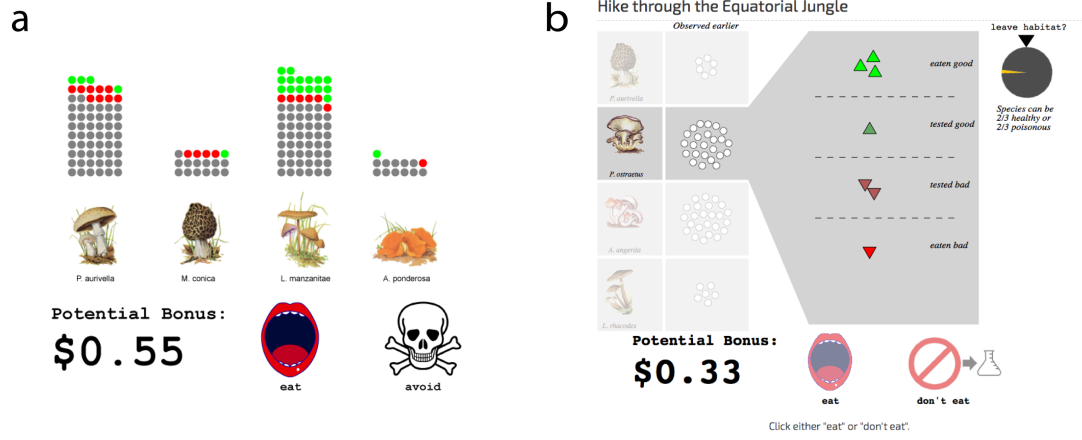 a
P. aurivella
M. conica
L. manzanitae
A. ponderosa
Potential Bonus:
$0.55
eat
avoid
b
Hike through the Equatorial Jungle
Observed earlier
P. aurivella
P. ostraeus
A. angerita
L. rhacodes
eaten good
tested good
tested bad
eaten bad
leave habitat?
Species can be
2/3 healthy or
2/3 poisonous
Potential Bonus:
$0.33
eat
don't eat
Click either "eat" or "don't eat".